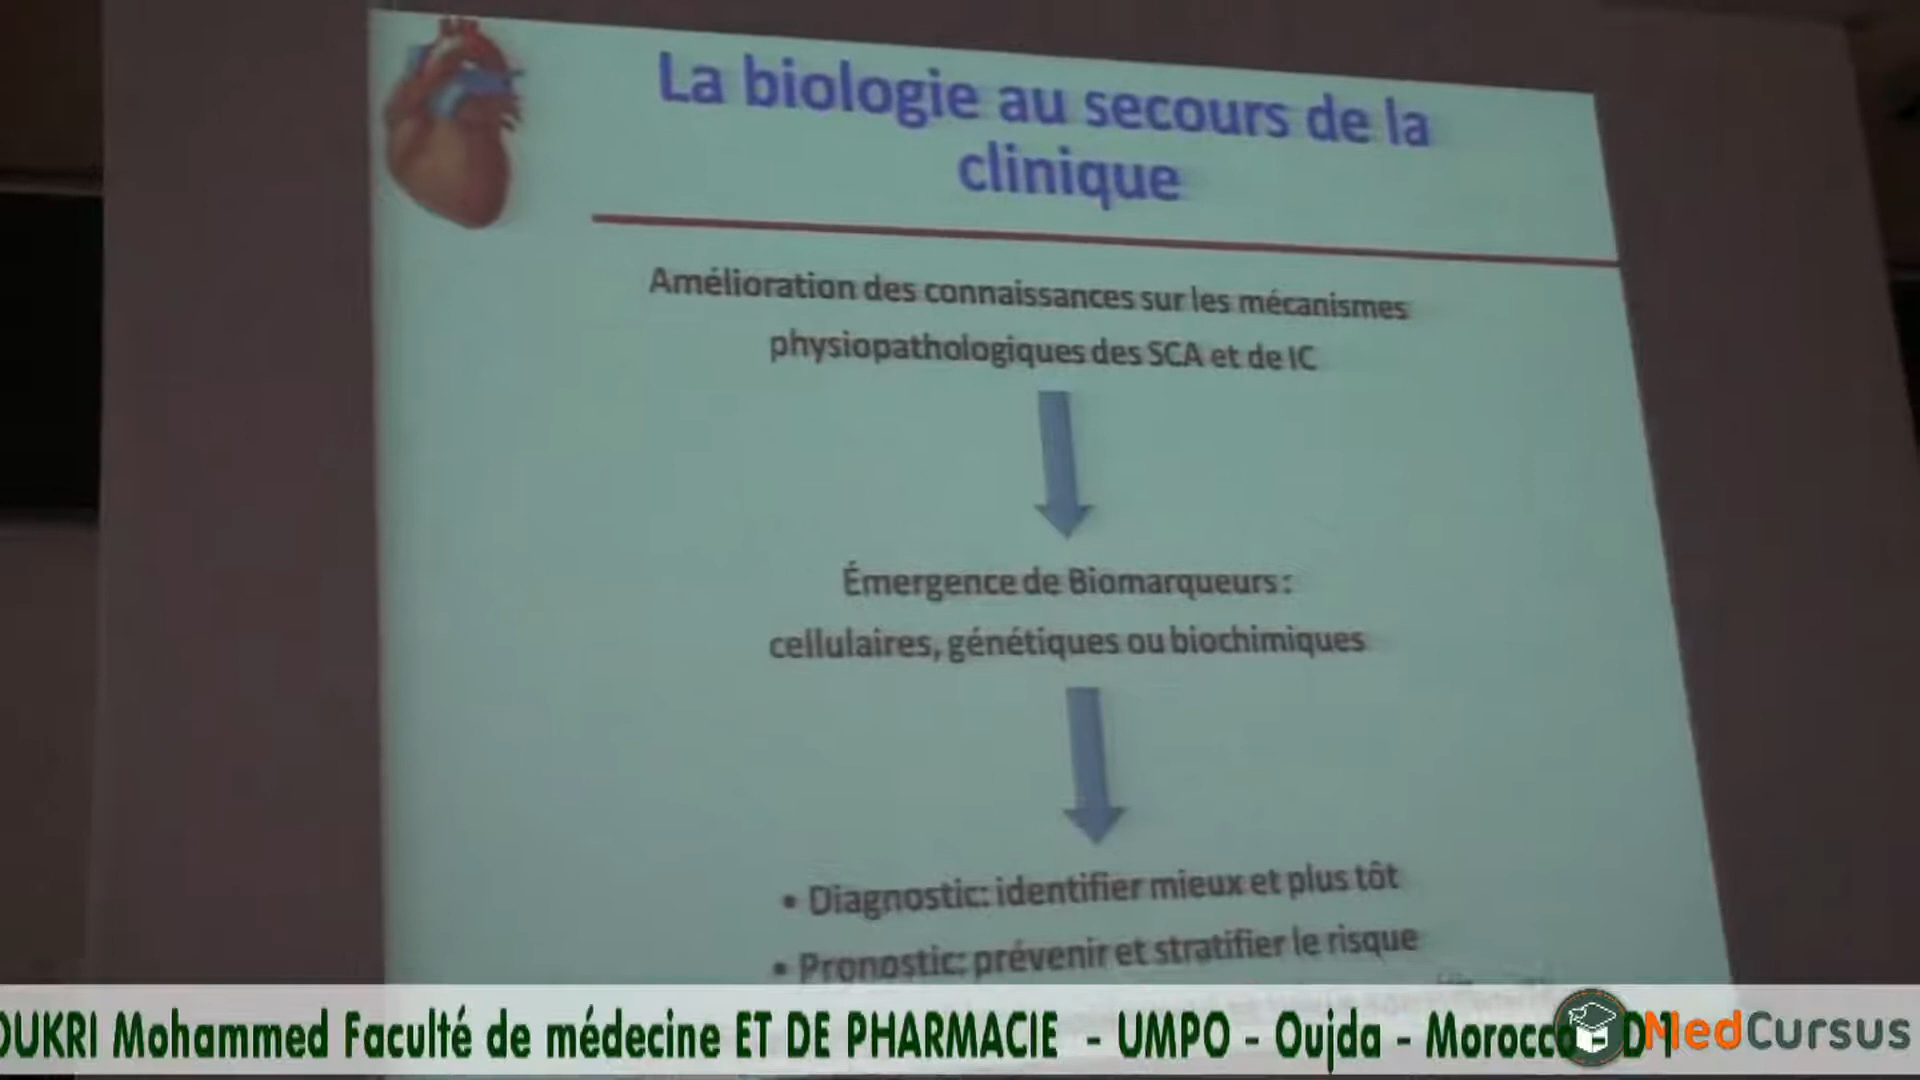 La biologie au secours de la
clinique
Amélioration des connaissances sur les mécanismes
physiopathologiques des SCA et de IC
Émergence de Biomarqueurs :
cellulaires, génétiques ou biochimiques
• Diagnostic: identifier mieux et plus tôt
• Pronostic: prévenir et stratifier le risque
OUKRI Mohammed Faculté de médecine ET DE PHARMACIE - UMPO - Oujda - Morocco - D1
MedCursus